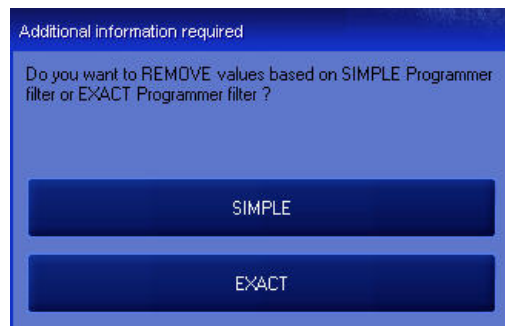 Additional information required
Do you want to REMOVE values based on SIMPLE Programmer
filter or EXACT Programmer filter ?
SIMPLE
EXACT